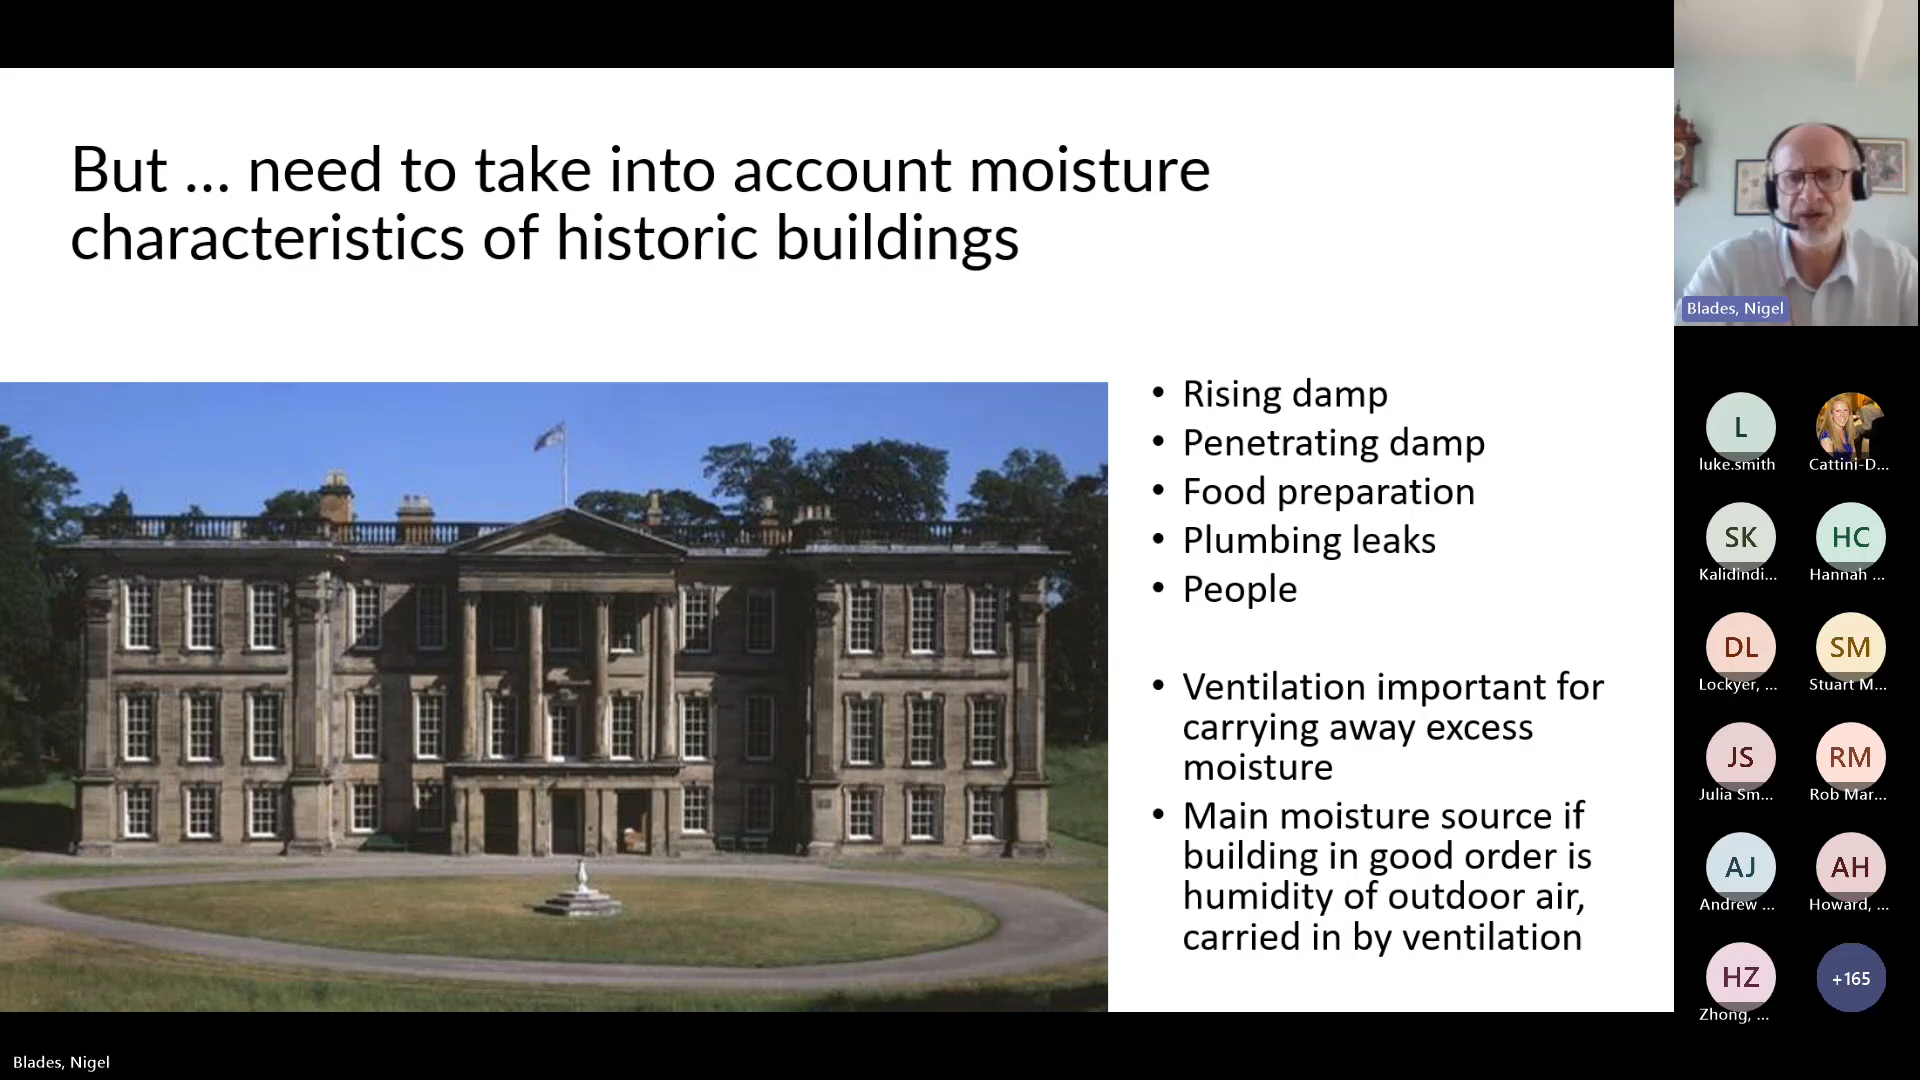 But ... need to take into account moisture
characteristics of historic buildings
• Rising damp
• Penetrating damp
• Food preparation
• Plumbing leaks
• People
• Ventilation important for
carrying away excess
moisture
• Main moisture source if
building in good order is
humidity of outdoor air,
carried in by ventilation
Blades, Nigel
L
luke.smith
Cattini-D...
SK
Kalidindi...
HC
Hannah ...
DL
Lockyer, ...
SM
Stuart M...
JS
Julia Sm...
RM
Rob Mar...
AJ
Andrew ...
AH
Howard, ...
HZ
Zhong, ...
+165
Blades, Nigel